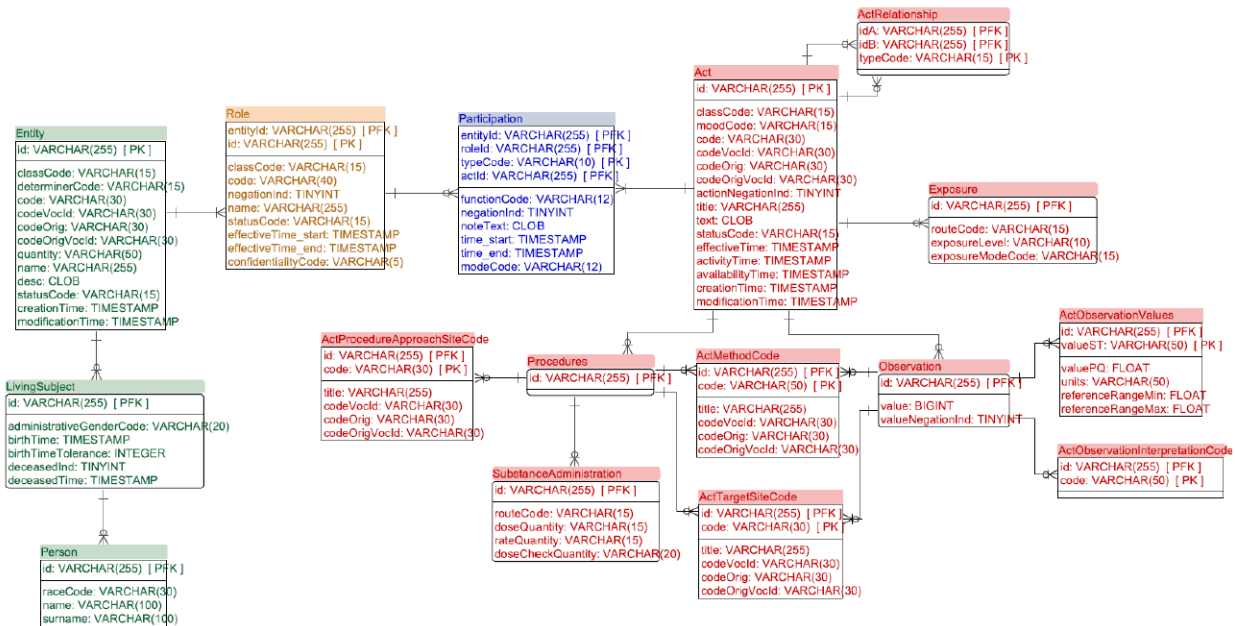 ActRelationship
idA: VARCHAR(255) [ PFK ]
idB: VARCHAR(255) [ PFK ]
typeCode: VARCHAR(15) [ PK ]
Act
id: VARCHAR(255) [ PK ]
classCode: VARCHAR(15)
moodCode: VARCHAR(15)
code: VARCHAR(30)
codeVocId: VARCHAR(30)
codeOrig: VARCHAR(30)
codeOrigVocId: VARCHAR(30)
actionNegationInd: TINYINT
title: VARCHAR(255)
text: CLOB
statusCode: VARCHAR(15)
effectiveTime: TIMESTAMP
activityTime: TIMESTAMP
availabilityTime: TIMESTAMP
creationTime: TIMESTAMP
modificationTime: TIMESTAMP
Role
entityId: VARCHAR(255) [ PFK ]
id: VARCHAR(255) [ PK ]
classCode: VARCHAR(15)
code: VARCHAR(40)
negationInd: TINYINT
name: VARCHAR(255)
statusCode: VARCHAR(15)
effectiveTime_start: TIMESTAMP
effectiveTime_end: TIMESTAMP
confidentialityCode: VARCHAR(5)
Participation
entityId: VARCHAR(255) [ PFK ]
roleId: VARCHAR(255) [ PFK ]
typeCode: VARCHAR(10) [ PK ]
actId: VARCHAR(255) [ PFK ]
functionCode: VARCHAR(12)
negationInd: TINYINT
noteText: CLOB
time_start: TIMESTAMP
time_end: TIMESTAMP
modeCode: VARCHAR(12)
Entity
id: VARCHAR(255) [ PK ]
classCode: VARCHAR(15)
determinerCode: VARCHAR(15)
code: VARCHAR(30)
codeVocId: VARCHAR(30)
codeOrig: VARCHAR(30)
codeOrigVocId: VARCHAR(30)
quantity: VARCHAR(50)
name: VARCHAR(255)
desc: CLOB
statusCode: VARCHAR(15)
creationTime: TIMESTAMP
modificationTime: TIMESTAMP
Exposure
id: VARCHAR(255) [ PFK ]
routeCode: VARCHAR(15)
exposureLevel: VARCHAR(10)
exposureModeCode: VARCHAR(15)
ActProcedureApproachSiteCode
id: VARCHAR(255) [ PFK ]
code: VARCHAR(30) [ PK ]
title: VARCHAR(255)
codeVocId: VARCHAR(30)
codeOrig: VARCHAR(30)
codeOrigVocId: VARCHAR(30)
Procedures
id: VARCHAR(255) [ PFK ]
ActMethodCode
id: VARCHAR(255) [ PFK ]
code: VARCHAR(50) [ PK ]
title: VARCHAR(255)
codeVocId: VARCHAR(30)
codeOrig: VARCHAR(30)
codeOrigVocId: VARCHAR(30)
Observation
id: VARCHAR(255) [ PFK ]
value: BIGINT
valueNegationInd: TINYINT
ActObservationValues
id: VARCHAR(255) [ PFK ]
valueST: VARCHAR(50) [ PK ]
valuePQ: FLOAT
units: VARCHAR(50)
referenceRangeMin: FLOAT
referenceRangeMax: FLOAT
LivingSubject
id: VARCHAR(255) [ PFK ]
administrativeGenderCode: VARCHAR(20)
birthTime: TIMESTAMP
birthTimeTolerance: INTEGER
deceasedInd: TINYINT
deceasedTime: TIMESTAMP
ActObservationInterpretationCode
id: VARCHAR(255) [ PFK ]
code: VARCHAR(50) [ PK ]
SubstanceAdministration
id: VARCHAR(255) [ PFK ]
routeCode: VARCHAR(15)
doseQuantity: VARCHAR(15)
rateQuantity: VARCHAR(15)
doseCheckQuantity: VARCHAR(20)
ActTargetSiteCode
id: VARCHAR(255) [ PFK ]
code: VARCHAR(30) [ PK ]
title: VARCHAR(255)
codeVocId: VARCHAR(30)
codeOrig: VARCHAR(30)
codeOrigVocId: VARCHAR(30)
Person
id: VARCHAR(255) [ PFK ]
raceCode: VARCHAR(30)
name: VARCHAR(100)
surname: VARCHAR(100)